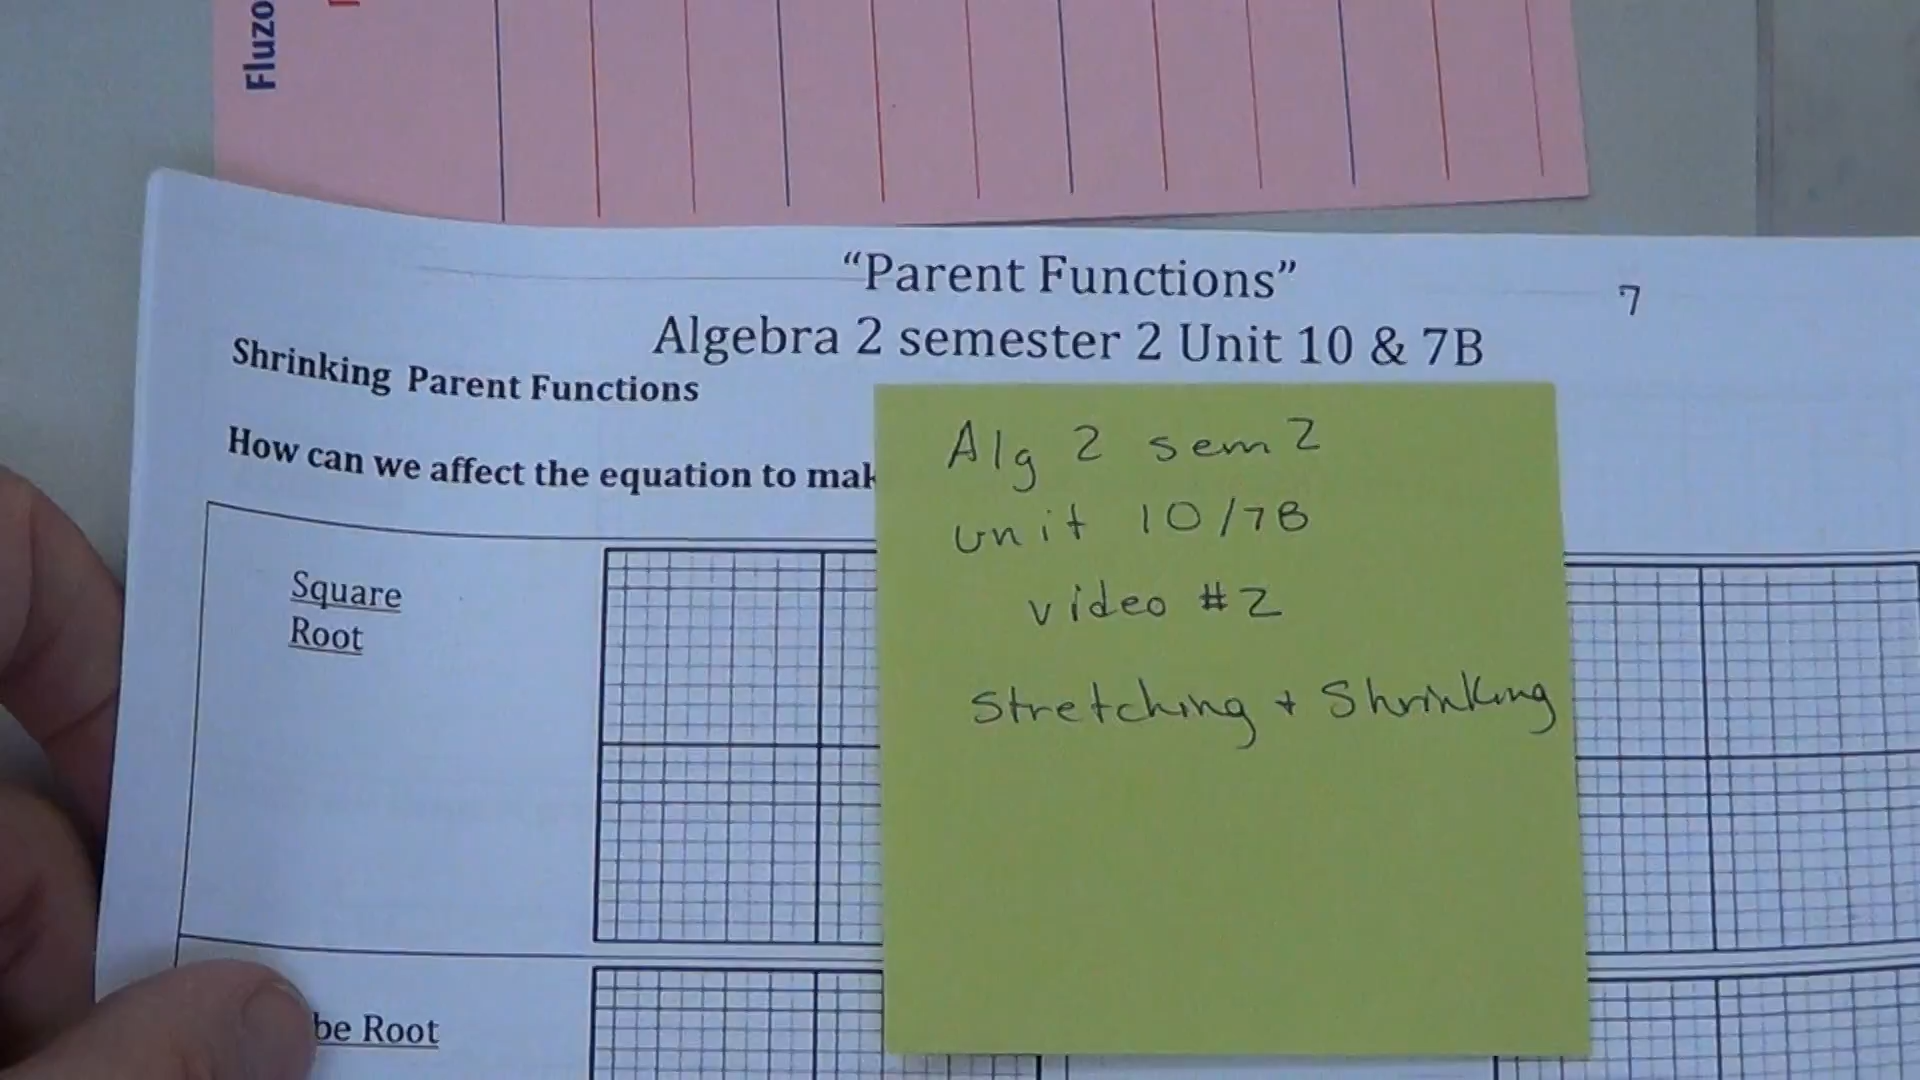 Fluzo
"Parent Functions"
7
Algebra 2 semester 2 Unit 10 & 7B
Shrinking Parent Functions
How can we affect the equation to mak
Alg 2 sem 2
unit 10/7B
video #2
Stretching + Shrinking
Square
Root
be Root